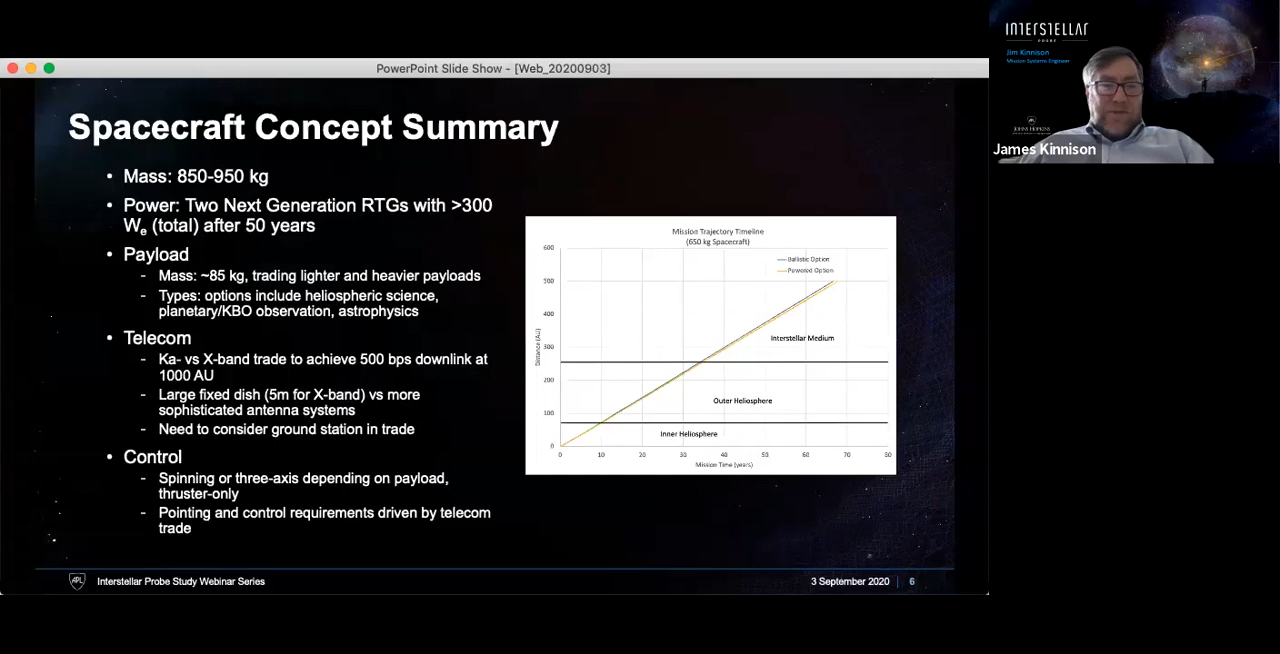 PowerPoint Slide Show - [Web_20200903]
Spacecraft Concept Summary
• Mass: 850-950 kg
• Power: Two Next Generation RTGs with >300
We (total) after 50 years
• Payload
- Mass: ~85 kg, trading lighter and heavier payloads
- Types: options include heliospheric science,
planetary/KBO observation, astrophysics
• Telecom
- Ka- vs X-band trade to achieve 500 bps downlink at
1000 AU
- Large fixed dish (5m for X-band) vs more
sophisticated antenna systems
- Need to consider ground station in trade
• Control
- Spinning or three-axis depending on payload,
thruster-only
- Pointing and control requirements driven by telecom
trade
Mission Trajectory Timeline
(650 kg Spacecraft)
Ballistic Option
Powered Option
600
500
400
300
200
100
0
Distance (AU)
Interstellar Medium
Outer Heliosphere
Inner Heliosphere
0 10 20 30 40 50 60 70 80
Mission Time (years)
APL
Interstellar Probe Study Webinar Series
3 September 2020 | 6
INTERSTELLAR
PROBE
Jim Kinnison
Mission Systems Engineer
JOHNS HOPKINS
James Kinnison